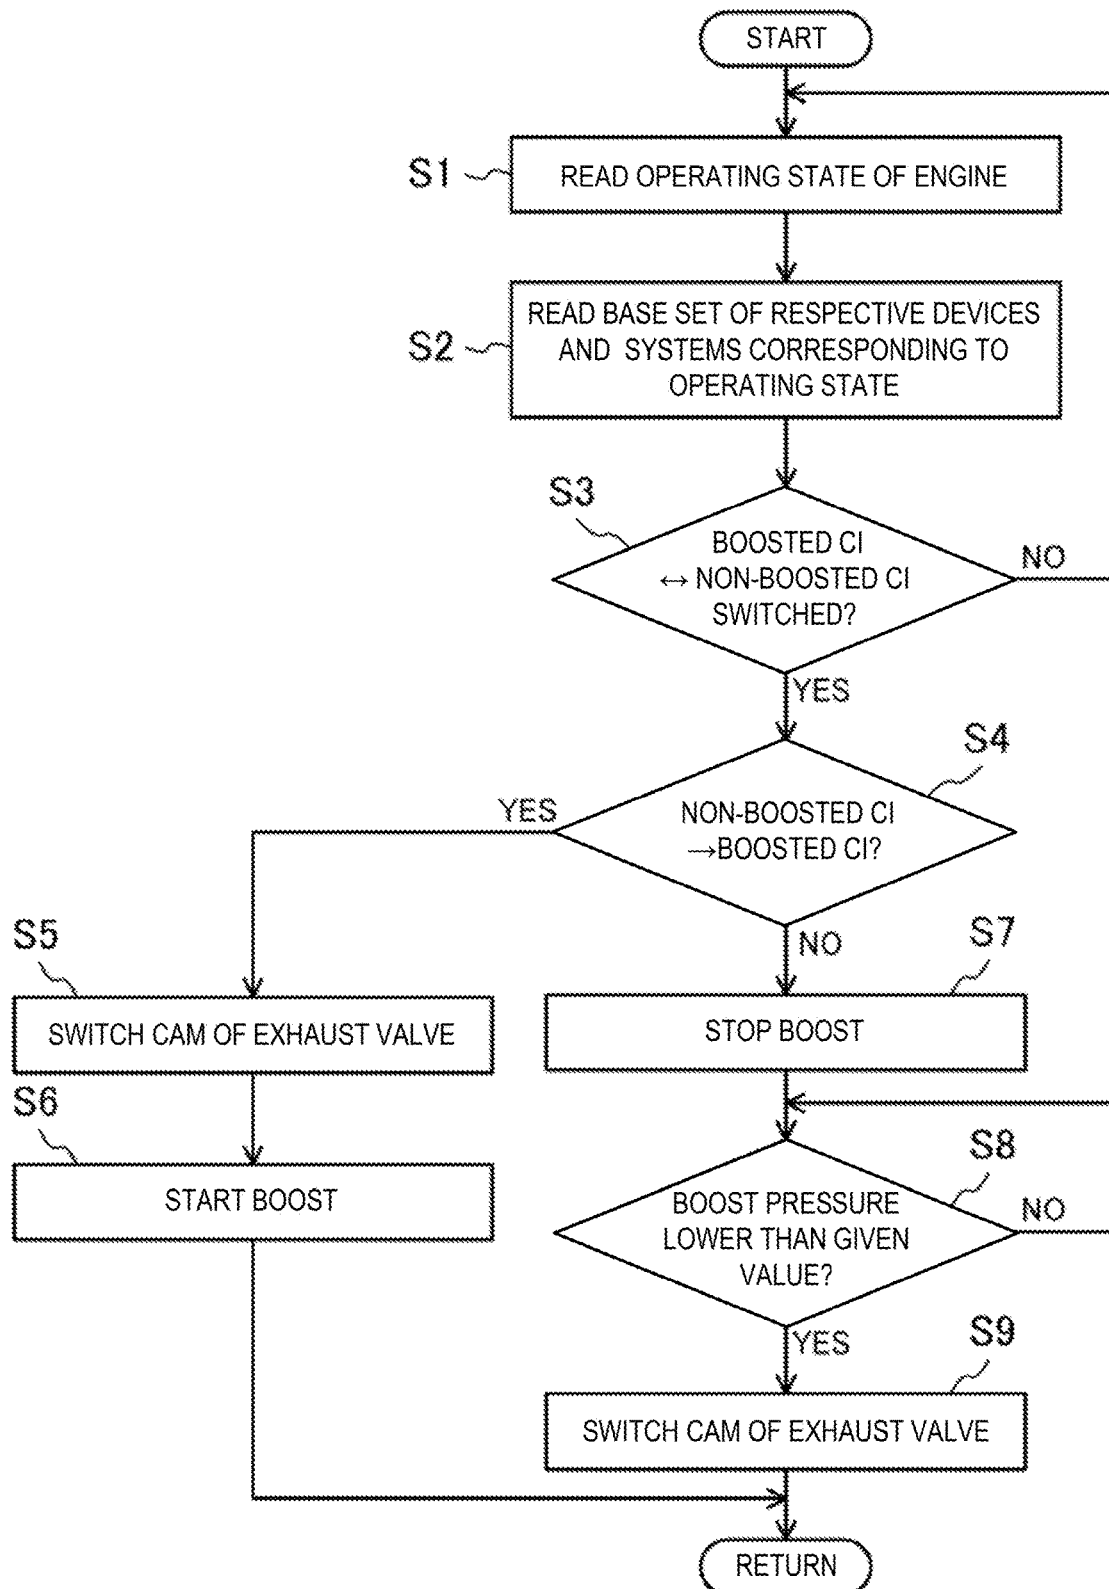 START
S1
READ OPERATING STATE OF ENGINE
S2
READ BASE SET OF RESPECTIVE DEVICES
AND SYSTEMS CORRESPONDING TO
OPERATING STATE
S3
BOOSTED CI
↔ NON-BOOSTED CI
SWITCHED?
NO
YES
S4
NON-BOOSTED CI
→BOOSTED CI?
YES
NO
S5
SWITCH CAM OF EXHAUST VALVE
S6
START BOOST
S7
STOP BOOST
S8
BOOST PRESSURE
LOWER THAN GIVEN
VALUE?
NO
YES
S9
SWITCH CAM OF EXHAUST VALVE
RETURN